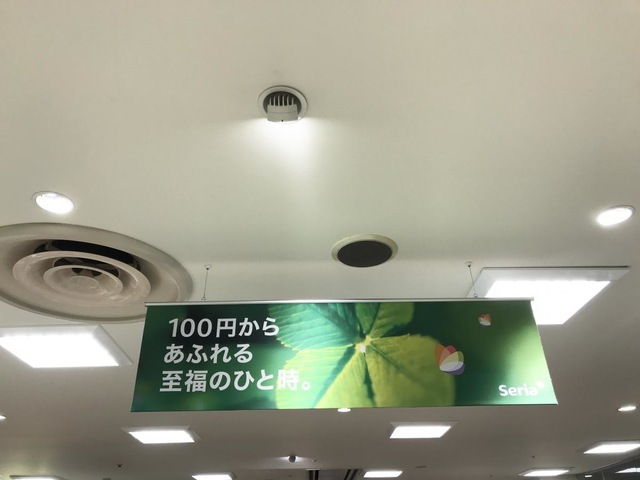 100円から
あふれる
至福のひと時。
Seria